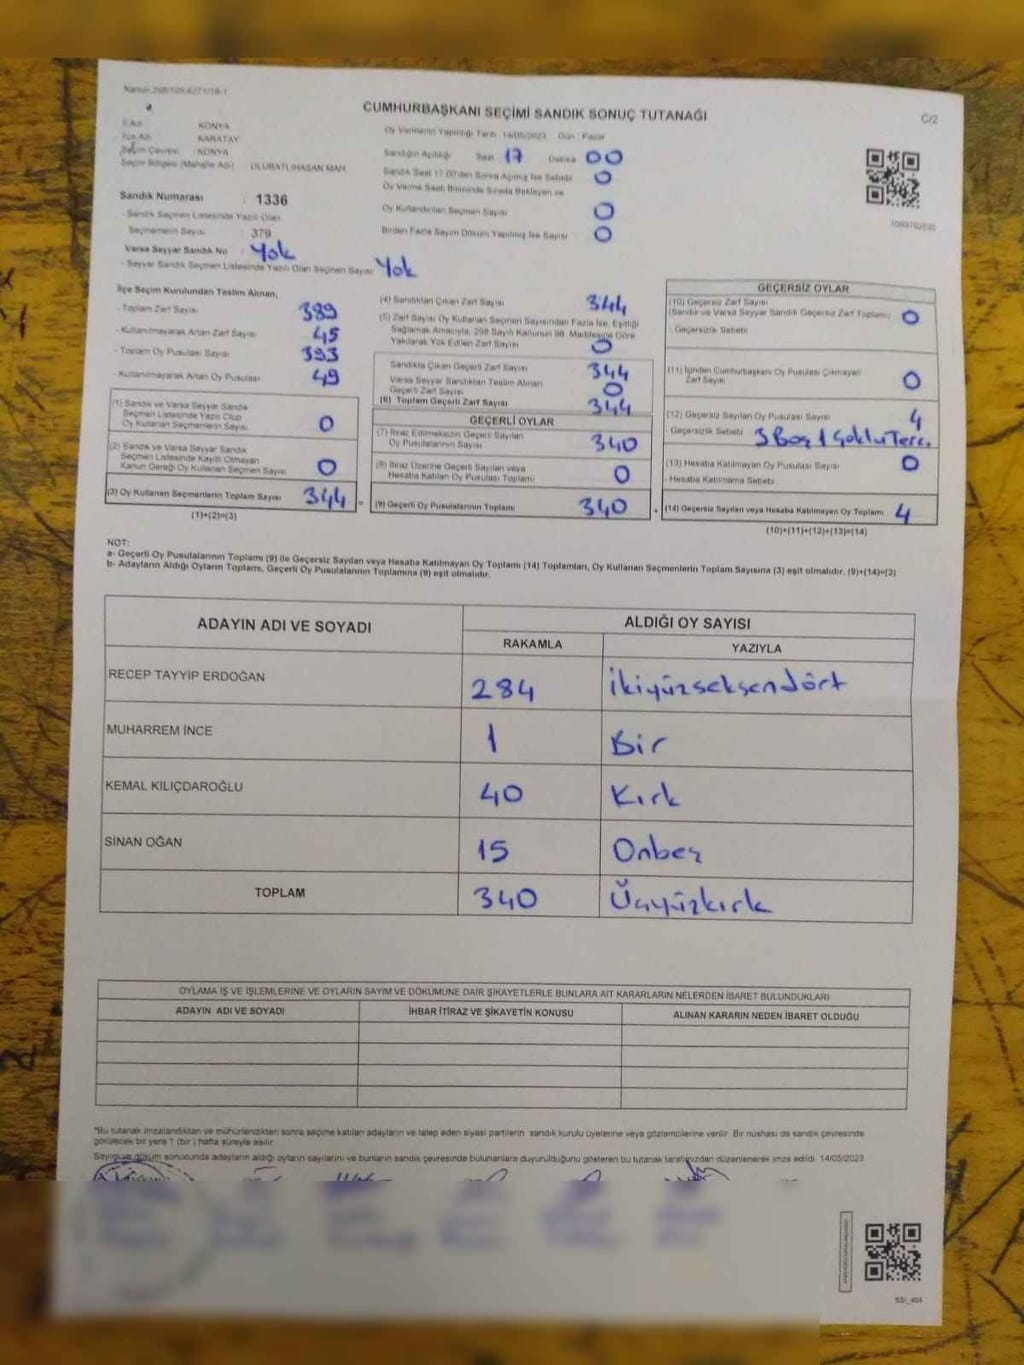 CUMHURBAŞKANI SEÇİMİ SANDIK SONUÇ TUTANAĞI
C/2
İl Adı : KONYA
İlçe Adı : KARATAY
Seçim Çevresi : KONYA
Seçim Bölgesi (Mahalle Adı) : ULUBATLIHASAN MAH.
Sandık Numarası : 1336
- Sandık Seçmen Listesinde Yazılı Olan
Seçmenlerin Sayısı : 379
Varsa Seyyar Sandık No : Yok
- Seyyar Sandık Seçmen Listesinde Yazılı Olan Seçmen Sayısı: Yok
Oy Vermenin Yapıldığı Tarih : 14/05/2023 Gün : Pazar
Sandığın Açıldığı Saat 17 Dakika 00
Sandık Saat 17.00'den Sonra Açılmış İse Sebebi 0
Oy Verme Saati Bitiminde Sırada Bekleyen ve
Oy Kullandırılan Seçmen Sayısı 0
Birden Fazla Sayım Döküm Yapılmış İse Sayısı 0
İlçe Seçim Kurulundan Teslim Alınan;
- Toplam Zarf Sayısı : 389
- Kullanılmayarak Artan Zarf Sayısı : 45
- Toplam Oy Pusulası Sayısı : 393
- Kullanılmayarak Artan Oy Pusulası : 49
(1) Sandık ve Varsa Seyyar Sandık
Seçmen Listesinde Yazılı Olup
Oy Kullanan Seçmenlerin Sayısı 0
(2) Sandık ve Varsa Seyyar Sandık
Seçmen Listesinde Kayıtlı Olmayan
Kanun Gereği Oy Kullanan Seçmen Sayısı 0
(3) Oy Kullanan Seçmenlerin Toplam Sayısı 344
(1)+(2)=(3)
(4) Sandıktan Çıkan Zarf Sayısı 344
(5) Zarf Sayısı Oy Kullanan Seçmen Sayısından Fazla İse, Eşitliği
Sağlamak Amacıyla, 298 Sayılı Kanunun 98. Maddesine Göre
Yakılarak Yok Edilen Zarf Sayısı 0
Sandıkta Çıkan Geçerli Zarf Sayısı 344
Varsa Seyyar Sandıktan Teslim Alınan
Geçerli Zarf Sayısı 0
(6) Toplam Geçerli Zarf Sayısı 344
GEÇERLİ OYLAR
(7) İtiraz Edilmeksizin Geçerli Sayılan
Oy Pusulalarının Sayısı 340
(8) İtiraz Üzerine Geçerli Sayılan veya
Hesaba Katılan Oy Pusulası Toplamı 0
(9) Geçerli Oy Pusulalarının Toplamı 340
GEÇERSİZ OYLAR
(10) Geçersiz Zarf Sayısı
(Sandık ve Varsa Seyyar Sandık Geçersiz Zarf Toplamı) 0
- Geçersizlik Sebebi
(11) İçinden Cumhurbaşkanı Oy Pusulası Çıkmayan
Zarf Sayısı 0
(12) Geçersiz Sayılan Oy Pusulası Sayısı 4
- Geçersizlik Sebebi 3 Boş 1 Çoklu Terc.
(13) Hesaba Katılmayan Oy Pusulası Sayısı 0
- Hesaba Katılmama Sebebi
(14) Geçersiz Sayılan veya Hesaba Katılmayan Oy Toplamı 4
(10)+(11)+(12)+(13)=(14)
NOT:
a- Geçerli Oy Pusulalarının Toplamı (9) ile Geçersiz Sayılan veya Hesaba Katılmayan Oy Toplamı (14) Toplamları, Oy Kullanan Seçmenlerin Toplam Sayısına (3) eşit olmalıdır. (9)+(14)=(3)
b- Adayların Aldığı Oyların Toplamı, Geçerli Oy Pusulalarının Toplamına (9) eşit olmalıdır.
ADAYIN ADI VE SOYADI
ALDIĞI OY SAYISI
RAKAMLA YAZIYLA
RECEP TAYYİP ERDOĞAN 284 İkiyüzseksendört
MUHARREM İNCE 1 Bir
KEMAL KILIÇDAROĞLU 40 Kırk
SİNAN OĞAN 15 Onbeş
TOPLAM 340 Üçyüzkırk
OYLAMA İŞ VE İŞLEMLERİNE VE OYLARIN SAYIM VE DÖKÜMÜNE DAİR ŞİKAYETLERLE BUNLARA AİT KARARLARIN NELERDEN İBARET BULUNDUKLARI
ADAYIN ADI VE SOYADI İHBAR İTİRAZ VE ŞİKAYETİN KONUSU ALINAN KARARIN NEDEN İBARET OLDUĞU
*Bu tutanak imzalandıktan ve mühürlendikten sonra seçime katılan adayların ve talep eden siyasi partilerin sandık kurulu üyelerine veya gözlemcilerine verilir. Bir nüshası da sandık çevresinde
görülecek bir yere 1 (bir ) hafta süreyle asılır.
Sayım ve döküm sonucunda adayların aldığı oyların sayılarını ve bunların sandık çevresinde bulunanlara duyurulduğunu gösteren bu tutanak tarafımızdan düzenlenerek imza edildi. 14/05/2023
SSI_404